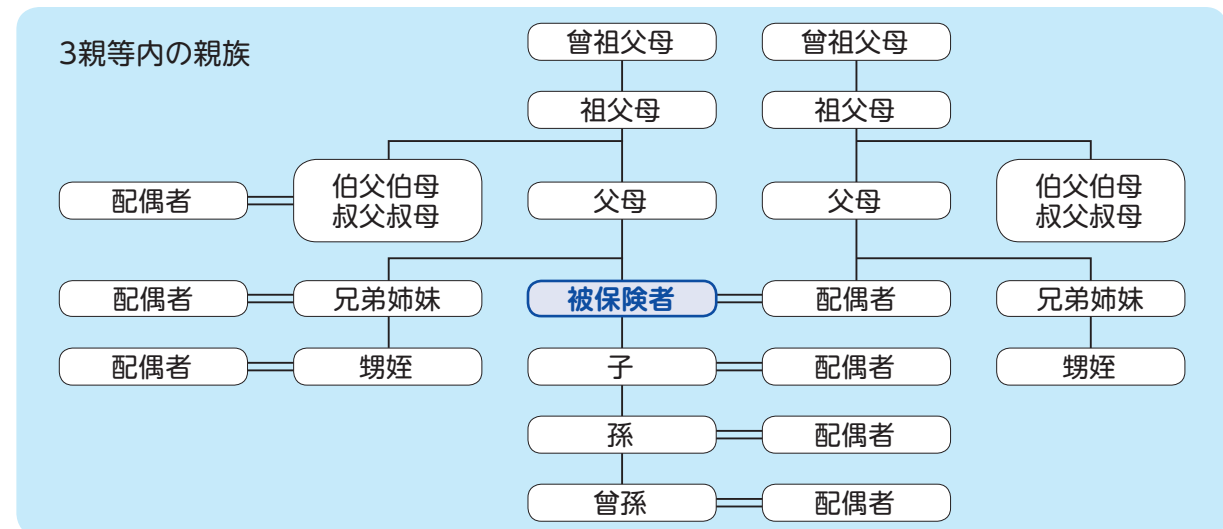 3親等内の親族
曾祖父母
曾祖父母
祖父母
祖父母
配偶者
伯父伯母
叔父叔母
父母
父母
伯父伯母
叔父叔母
配偶者
兄弟姉妹
被保険者
配偶者
兄弟姉妹
配偶者
甥姪
子
配偶者
甥姪
孫
配偶者
曾孫
配偶者